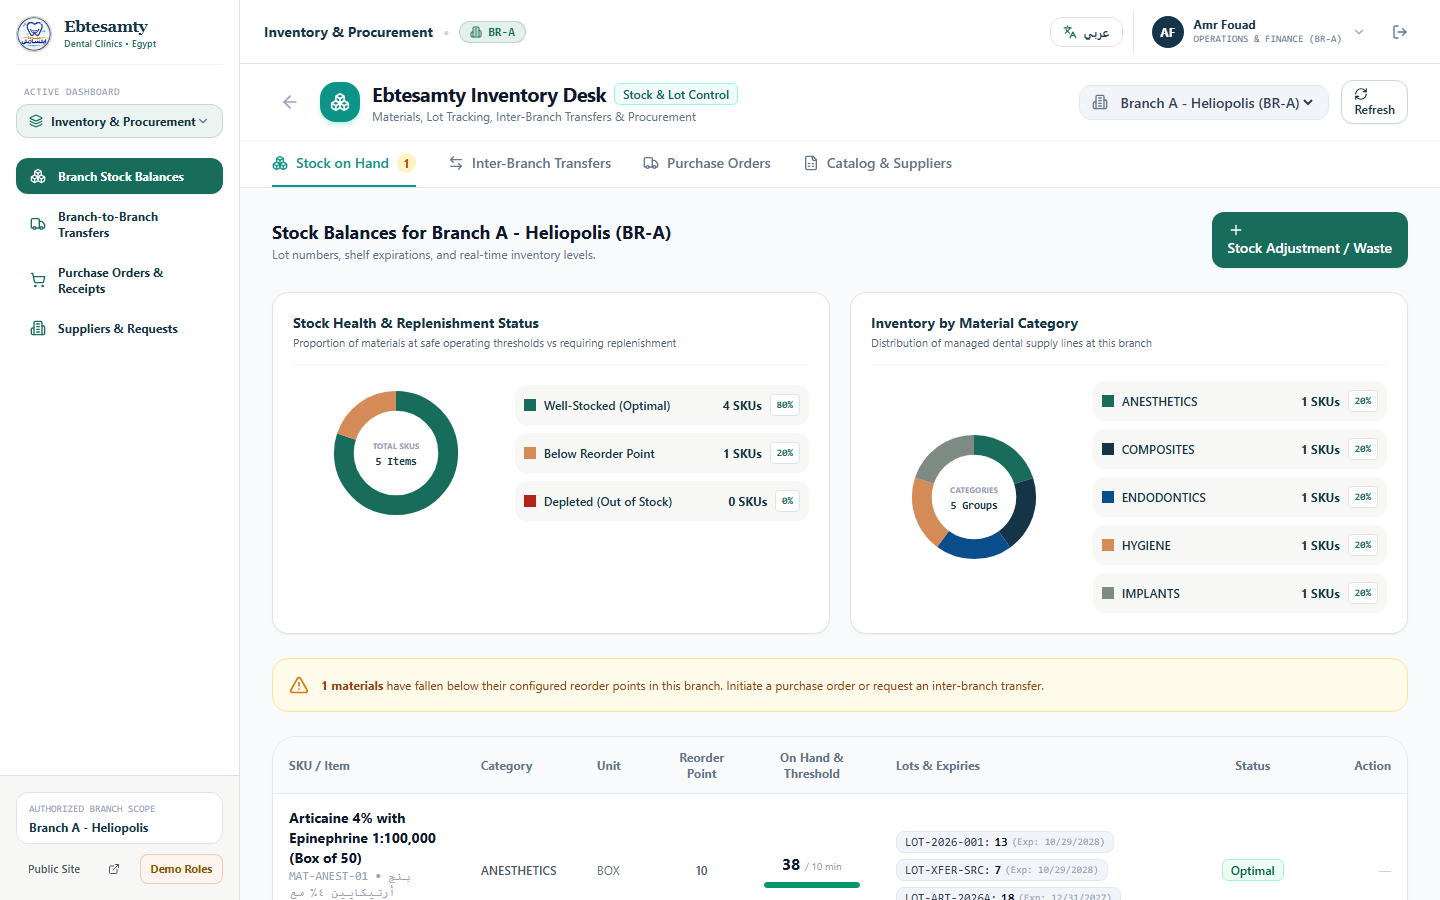 Ebtesamty
Dental Clinics • Egypt
ACTIVE DASHBOARD
Inventory & Procurement
Branch Stock Balances
Branch-to-Branch
Transfers
Purchase Orders &
Receipts
Suppliers & Requests
AUTHORIZED BRANCH SCOPE
Branch A - Heliopolis
Public Site
Demo Roles
Inventory & Procurement
BR-A
عربي
AF
Amr Fouad
OPERATIONS & FINANCE (BR-A)
Ebtesamty Inventory Desk
Stock & Lot Control
Materials, Lot Tracking, Inter-Branch Transfers & Procurement
Branch A - Heliopolis (BR-A)
Refresh
Stock on Hand 1
Inter-Branch Transfers
Purchase Orders
Catalog & Suppliers
Stock Balances for Branch A - Heliopolis (BR-A)
Lot numbers, shelf expirations, and real-time inventory levels.
+
Stock Adjustment / Waste
Stock Health & Replenishment Status
Proportion of materials at safe operating thresholds vs requiring replenishment
TOTAL SKUS
5 Items
Well-Stocked (Optimal) 4 SKUs 80%
Below Reorder Point 1 SKUs 20%
Depleted (Out of Stock) 0 SKUs 0%
Inventory by Material Category
Distribution of managed dental supply lines at this branch
CATEGORIES
5 Groups
ANESTHETICS 1 SKUs 20%
COMPOSITES 1 SKUs 20%
ENDODONTICS 1 SKUs 20%
HYGIENE 1 SKUs 20%
IMPLANTS 1 SKUs 20%
1 materials have fallen below their configured reorder points in this branch. Initiate a purchase order or request an inter-branch transfer.
SKU / Item
Category
Unit
Reorder
Point
On Hand &
Threshold
Lots & Expiries
Status
Action
Articaine 4% with
Epinephrine 1:100,000
(Box of 50)
MAT-ANEST-01 • بنج
أرتيكايين ٤٪ مع
ANESTHETICS
BOX
10
38 / 10 min
LOT-2026-001: 13 (Exp: 10/29/2028)
LOT-XFER-SRC: 7 (Exp: 10/29/2028)
LOT-ART-2026A: 18 (Exp: 12/31/2027)
Optimal
—